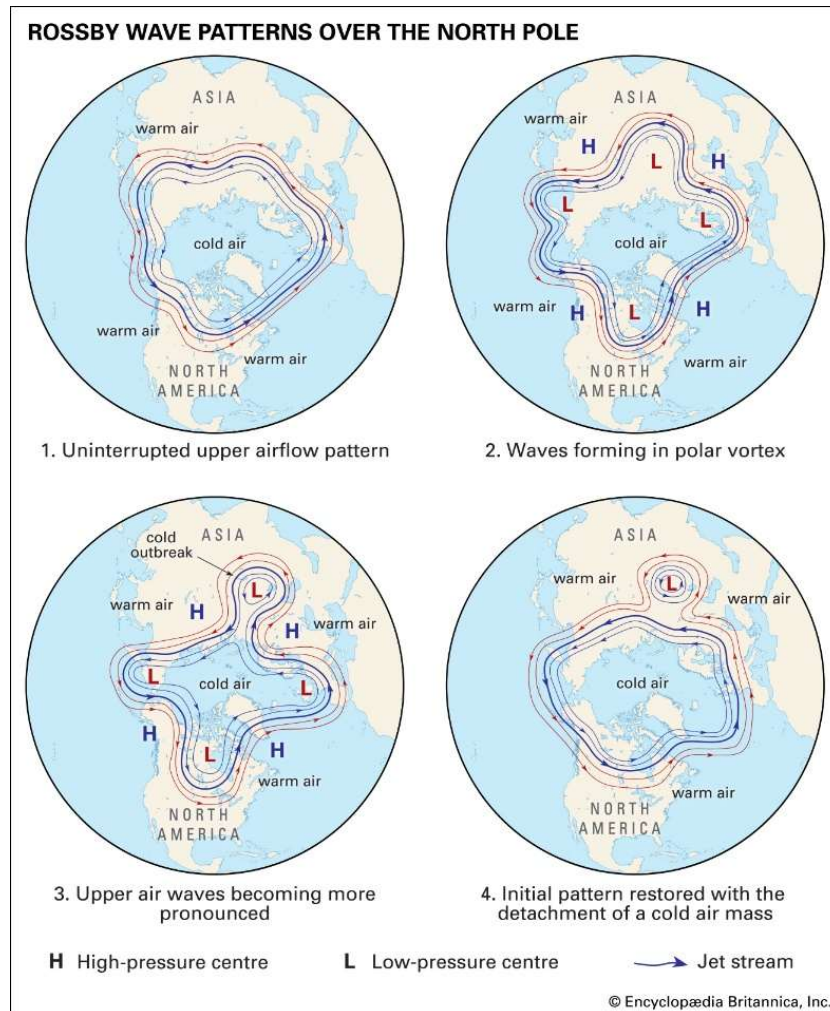 ROSSBY WAVE PATTERNS OVER THE NORTH POLE
ASIA
warm air
cold air
warm air
warm air
NORTH
AMERICA
1. Uninterrupted upper airflow pattern
ASIA
warm air
H
L
H
L
L
cold air
warm air
H
L
H
warm air
NORTH
AMERICA
2. Waves forming in polar vortex
ASIA
cold
outbreak
L
warm air
H
H
warm air
L
cold air
L
H
L
H
warm air
NORTH
AMERICA
3. Upper air waves becoming more
pronounced
ASIA
warm air
L
warm air
cold air
warm air
NORTH
AMERICA
4. Initial pattern restored with the
detachment of a cold air mass
H High-pressure centre
L Low-pressure centre
Jet stream
© Encyclopædia Britannica, Inc.